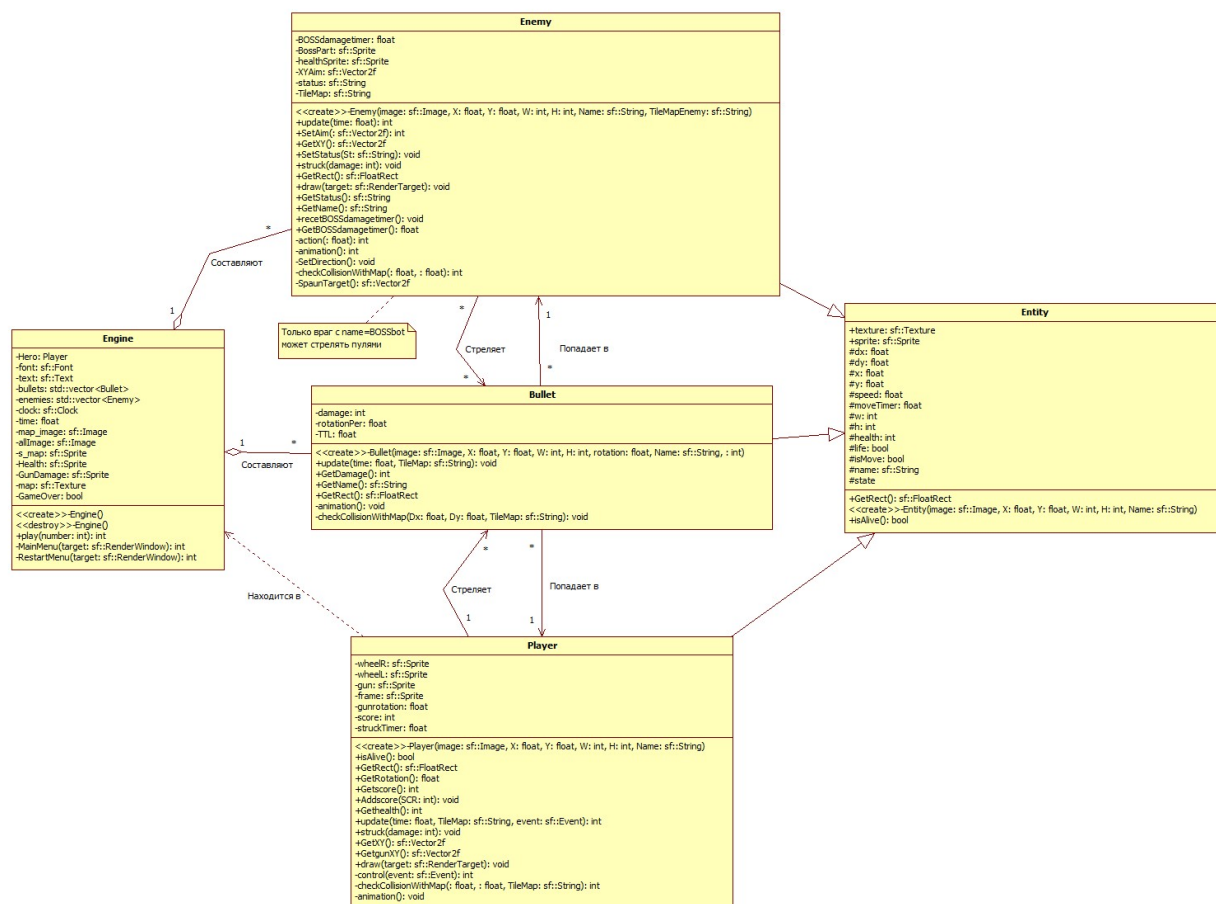 Enemy
-BOSSdamagetimer: float
-BossPart: sf::Sprite
-healthSprite: sf::Sprite
-XYAim: sf::Vector2f
-status: sf::String
-TileMap: sf::String
<<create>>-Enemy(image: sf::Image, X: float, Y: float, W: int, H: int, Name: sf::String, TileMapEnemy: sf::String)
+update(time: float): int
+SetAim(: sf::Vector2f): int
+GetXY(): sf::Vector2f
+SetStatus(St: sf::String): void
+struck(damage: int): void
+GetRect(): sf::FloatRect
+draw(target: sf::RenderTarget): void
+GetStatus(): sf::String
+GetName(): sf::String
+recetBOSSdamagetimer(): void
+GetBOSSdamagetimer(): float
-action(: float): int
-animation(): int
-SetDirection(): void
-checkCollisionWithMap(: float, : float): int
-SpaunTarget(): sf::Vector2f
*
Составляют
1
Только враг с name=BOSSbot
может стрелять пулями
*
Стреляет
*
1
Попадает в
*
Engine
-Hero: Player
-font: sf::Font
-text: sf::Text
-bullets: std::vector<Bullet>
-enemies: std::vector<Enemy>
-clock: sf::Clock
-time: float
-map_image: sf::Image
-allImage: sf::Image
-s_map: sf::Sprite
-Health: sf::Sprite
-GunDamage: sf::Sprite
-map: sf::Texture
-GameOver: bool
<<create>>-Engine()
<<destroy>>-Engine()
+play(number: int): int
-MainMenu(target: sf::RenderWindow): int
-RestartMenu(target: sf::RenderWindow): int
1
*
Составляют
Bullet
-damage: int
-rotationPer: float
-TTL: float
<<create>>-Bullet(image: sf::Image, X: float, Y: float, W: int, H: int, rotation: float, Name: sf::String, : int)
+update(time: float, TileMap: sf::String): void
+GetDamage(): int
+GetName(): sf::String
+GetRect(): sf::FloatRect
-animation(): void
-checkCollisionWithMap(Dx: float, Dy: float, TileMap: sf::String): void
Entity
+texture: sf::Texture
+sprite: sf::Sprite
#dx: float
#dy: float
#x: float
#y: float
#speed: float
#moveTimer: float
#w: int
#h: int
#health: int
#life: bool
#isMove: bool
#name: sf::String
#state
+GetRect(): sf::FloatRect
<<create>>-Entity(image: sf::Image, X: float, Y: float, W: int, H: int, Name: sf::String)
+isAlive(): bool
Находится в
*
Стреляет
1
*
Попадает в
1
Player
-wheelR: sf::Sprite
-wheelL: sf::Sprite
-gun: sf::Sprite
-frame: sf::Sprite
-gunrotation: float
-score: int
-struckTimer: float
<<create>>-Player(image: sf::Image, X: float, Y: float, W: int, H: int, Name: sf::String)
+isAlive(): bool
+GetRect(): sf::FloatRect
+GetRotation(): float
+Getscore(): int
+Addscore(SCR: int): void
+Gethealth(): int
+update(time: float, TileMap: sf::String, event: sf::Event): int
+struck(damage: int): void
+GetXY(): sf::Vector2f
+GetgunXY(): sf::Vector2f
+draw(target: sf::RenderTarget): void
-control(event: sf::Event): int
-checkCollisionWithMap(: float, : float, TileMap: sf::String): int
-animation(): void